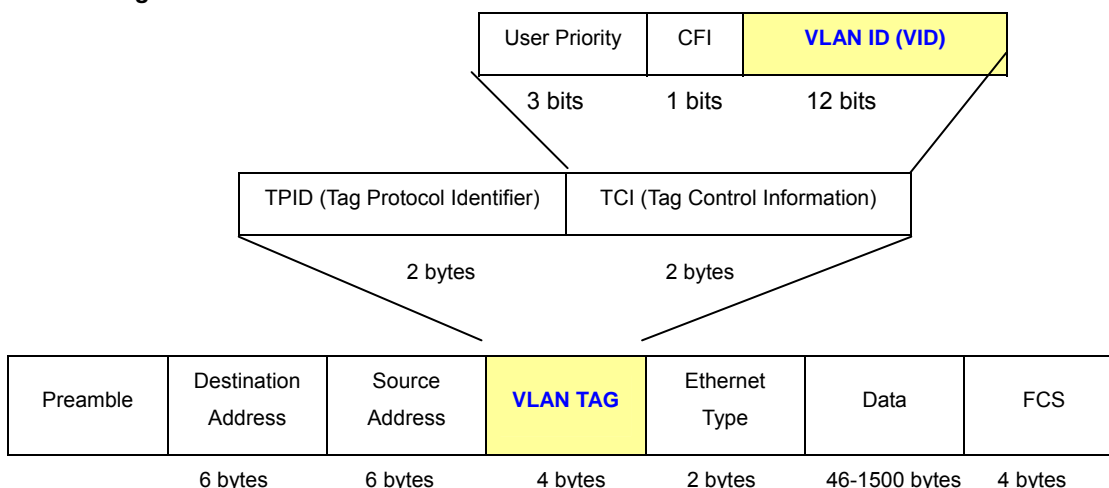 User Priority CFI VLAN ID (VID)
3 bits 1 bits 12 bits
TPID (Tag Protocol Identifier) TCI (Tag Control Information)
2 bytes 2 bytes
Preamble Destination Address Source Address VLAN TAG Ethernet Type Data FCS
6 bytes 6 bytes 4 bytes 2 bytes 46-1500 bytes 4 bytes